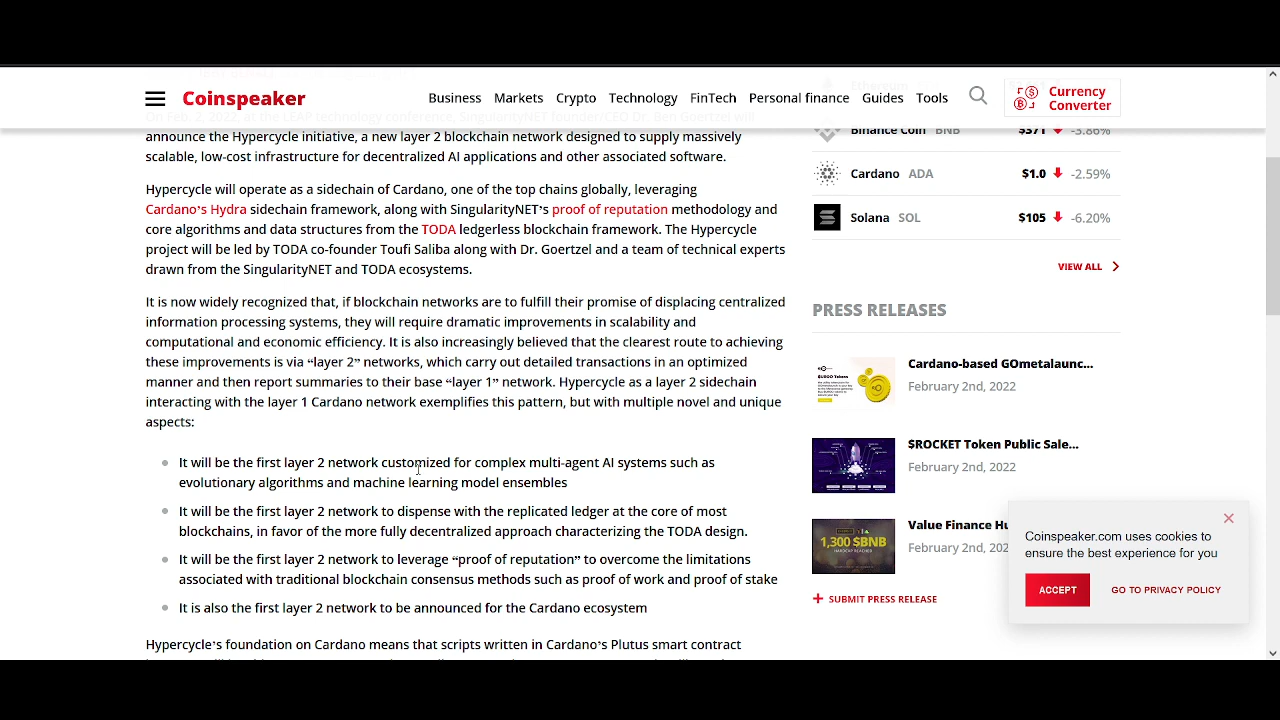 Coinspeaker
Business Markets Crypto Technology FinTech Personal finance Guides Tools
Currency
Converter
On Feb. 2, 2022, at the LEAP technology conference, SingularityNET founder/CEO Dr. Ben Goertzel will
announce the Hypercycle initiative, a new layer 2 blockchain network designed to supply massively
scalable, low-cost infrastructure for decentralized AI applications and other associated software.
Hypercycle will operate as a sidechain of Cardano, one of the top chains globally, leveraging
Cardano's Hydra sidechain framework, along with SingularityNET's proof of reputation methodology and
core algorithms and data structures from the TODA ledgerless blockchain framework. The Hypercycle
project will be led by TODA co-founder Toufi Saliba along with Dr. Goertzel and a team of technical experts
drawn from the SingularityNET and TODA ecosystems.
It is now widely recognized that, if blockchain networks are to fulfill their promise of displacing centralized
information processing systems, they will require dramatic improvements in scalability and
computational and economic efficiency. It is also increasingly believed that the clearest route to achieving
these improvements is via “layer 2” networks, which carry out detailed transactions in an optimized
manner and then report summaries to their base “layer 1” network. Hypercycle as a layer 2 sidechain
interacting with the layer 1 Cardano network exemplifies this pattern, but with multiple novel and unique
aspects:
It will be the first layer 2 network customized for complex multi-agent AI systems such as
evolutionary algorithms and machine learning model ensembles
It will be the first layer 2 network to dispense with the replicated ledger at the core of most
blockchains, in favor of the more fully decentralized approach characterizing the TODA design.
It will be the first layer 2 network to leverage “proof of reputation” to overcome the limitations
associated with traditional blockchain consensus methods such as proof of work and proof of stake
It is also the first layer 2 network to be announced for the Cardano ecosystem
Hypercycle's foundation on Cardano means that scripts written in Cardano's Plutus smart contract
Binance Coin BNB $371 -3.86%
Cardano ADA $1.0 -2.59%
Solana SOL $105 -6.20%
VIEW ALL
PRESS RELEASES
Cardano-based GOmetalaunc...
February 2nd, 2022
$ROCKET Token Public Sale...
February 2nd, 2022
1,300 $BNB
Value Finance Hu
February 2nd, 202
+ SUBMIT PRESS RELEASE
Coinspeaker.com uses cookies to
ensure the best experience for you
ACCEPT GO TO PRIVACY POLICY